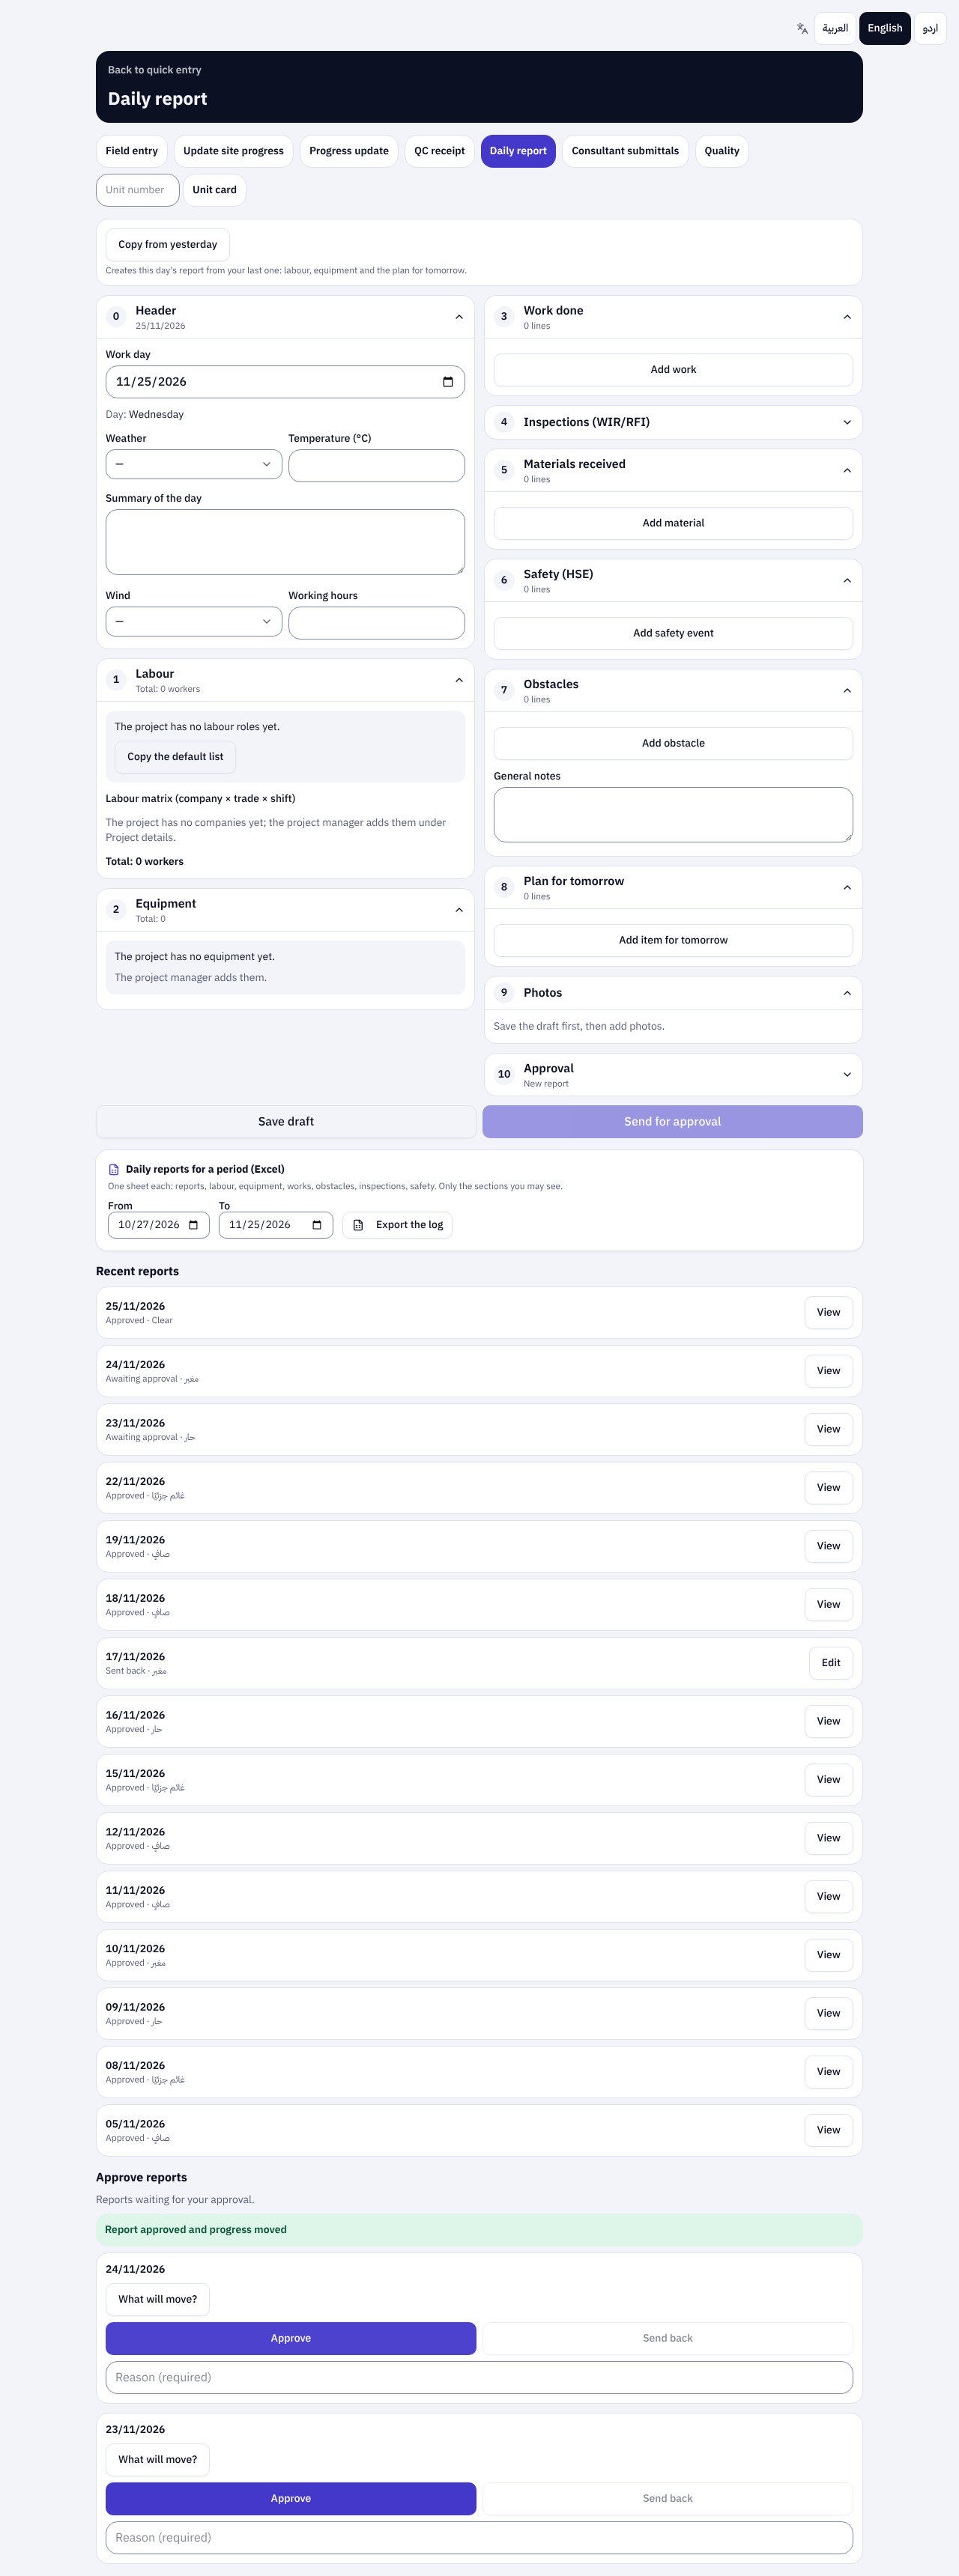 العربية
English
اردو
Back to quick entry
Daily report
Field entry
Update site progress
Progress update
QC receipt
Daily report
Consultant submittals
Quality
Unit number
Unit card
Copy from yesterday
Creates this day's report from your last one: labour, equipment and the plan for tomorrow.
0
Header
25/11/2026
Work day
11/25/2026
Day: Wednesday
Weather
Temperature (°C)
—
Summary of the day
Wind
Working hours
—
1
Labour
Total: 0 workers
The project has no labour roles yet.
Copy the default list
Labour matrix (company × trade × shift)
The project has no companies yet; the project manager adds them under
Project details.
Total: 0 workers
2
Equipment
Total: 0
The project has no equipment yet.
The project manager adds them.
3
Work done
0 lines
Add work
4
Inspections (WIR/RFI)
5
Materials received
0 lines
Add material
6
Safety (HSE)
0 lines
Add safety event
7
Obstacles
0 lines
Add obstacle
General notes
8
Plan for tomorrow
0 lines
Add item for tomorrow
9
Photos
Save the draft first, then add photos.
10
Approval
New report
Save draft
Send for approval
Daily reports for a period (Excel)
One sheet each: reports, labour, equipment, works, obstacles, inspections, safety. Only the sections you may see.
From
To
10/27/2026
11/25/2026
Export the log
Recent reports
25/11/2026
Approved · Clear
View
24/11/2026
Awaiting approval · مغبر
View
23/11/2026
Awaiting approval · حار
View
22/11/2026
Approved · غائم جزئيًا
View
19/11/2026
Approved · صافٍ
View
18/11/2026
Approved · صافٍ
View
17/11/2026
Sent back · مغبر
Edit
16/11/2026
Approved · حار
View
15/11/2026
Approved · غائم جزئيًا
View
12/11/2026
Approved · صافٍ
View
11/11/2026
Approved · صافٍ
View
10/11/2026
Approved · مغبر
View
09/11/2026
Approved · حار
View
08/11/2026
Approved · غائم جزئيًا
View
05/11/2026
Approved · صافٍ
View
Approve reports
Reports waiting for your approval.
Report approved and progress moved
24/11/2026
What will move?
Approve
Send back
Reason (required)
23/11/2026
What will move?
Approve
Send back
Reason (required)